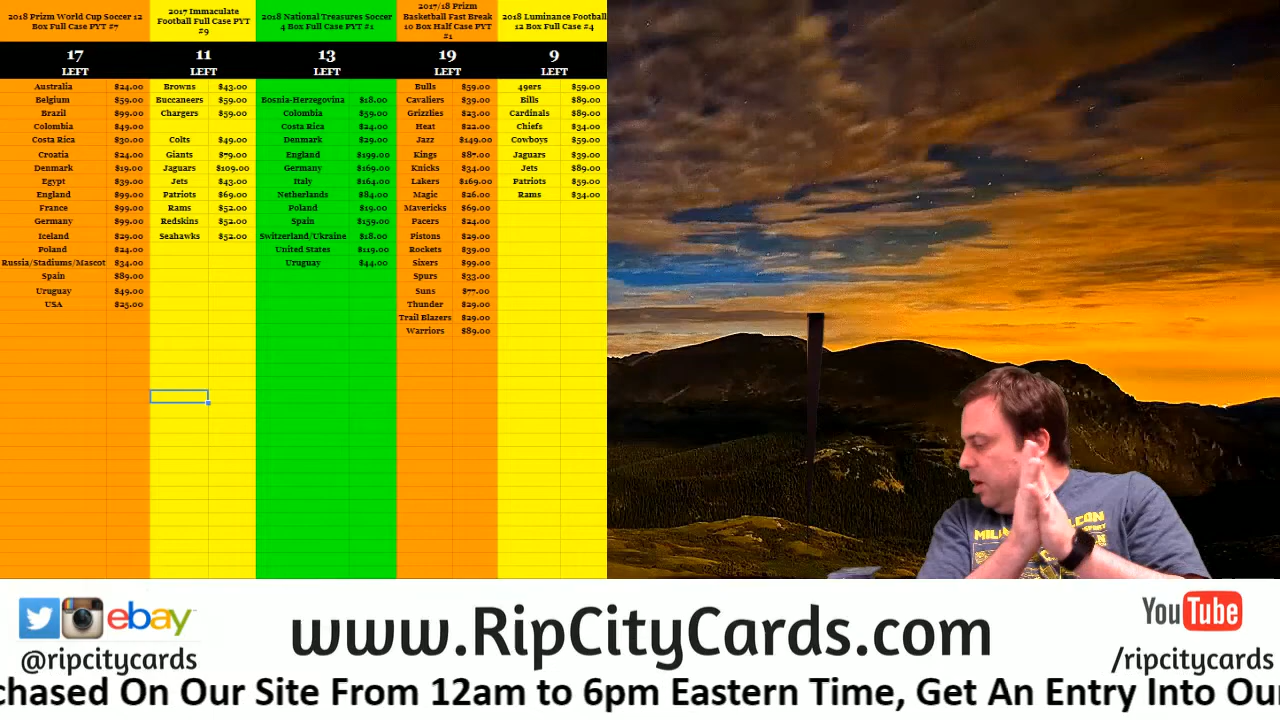 2018 Prizm World Cup Soccer 12
Box Full Case PYT #7
17
LEFT
Australia $24.00
Belgium $59.00
Brazil $99.00
Colombia $49.00
Costa Rica $30.00
Croatia $24.00
Denmark $19.00
Egypt $39.00
England $99.00
France $99.00
Germany $99.00
Iceland $29.00
Poland $24.00
Russia/Stadiums/Mascot $34.00
Spain $89.00
Uruguay $49.00
USA $25.00
2017 Immaculate
Football Full Case PYT
#9
11
LEFT
Browns $43.00
Buccaneers $59.00
Chargers $59.00
Colts $49.00
Giants $79.00
Jaguars $109.00
Jets $43.00
Patriots $69.00
Rams $52.00
Redskins $52.00
Seahawks $52.00
2018 National Treasures Soccer
4 Box Full Case PYT #1
13
LEFT
Bosnia-Herzegovina $18.00
Colombia $59.00
Costa Rica $24.00
Denmark $29.00
England $199.00
Germany $169.00
Italy $164.00
Netherlands $84.00
Poland $19.00
Spain $159.00
Switzerland/Ukraine $18.00
United States $119.00
Uruguay $44.00
2017/18 Prizm
Basketball Fast Break
10 Box Half Case PYT
#1
19
LEFT
Bulls $59.00
Cavaliers $39.00
Grizzlies $23.00
Heat $22.00
Jazz $149.00
Kings $87.00
Knicks $34.00
Lakers $169.00
Magic $26.00
Mavericks $69.00
Pacers $24.00
Pistons $29.00
Rockets $39.00
Sixers $99.00
Spurs $33.00
Suns $77.00
Thunder $29.00
Trail Blazers $29.00
Warriors $89.00
2018 Luminance Football
12 Box Full Case #4
9
LEFT
49ers $59.00
Bills $89.00
Cardinals $89.00
Chiefs $34.00
Cowboys $59.00
Jaguars $39.00
Jets $89.00
Patriots $59.00
Rams $34.00
ebay
@ripcitycards
www.RipCityCards.com
YouTube
/ripcitycards
chased On Our Site From 12am to 6pm Eastern Time, Get An Entry Into Our